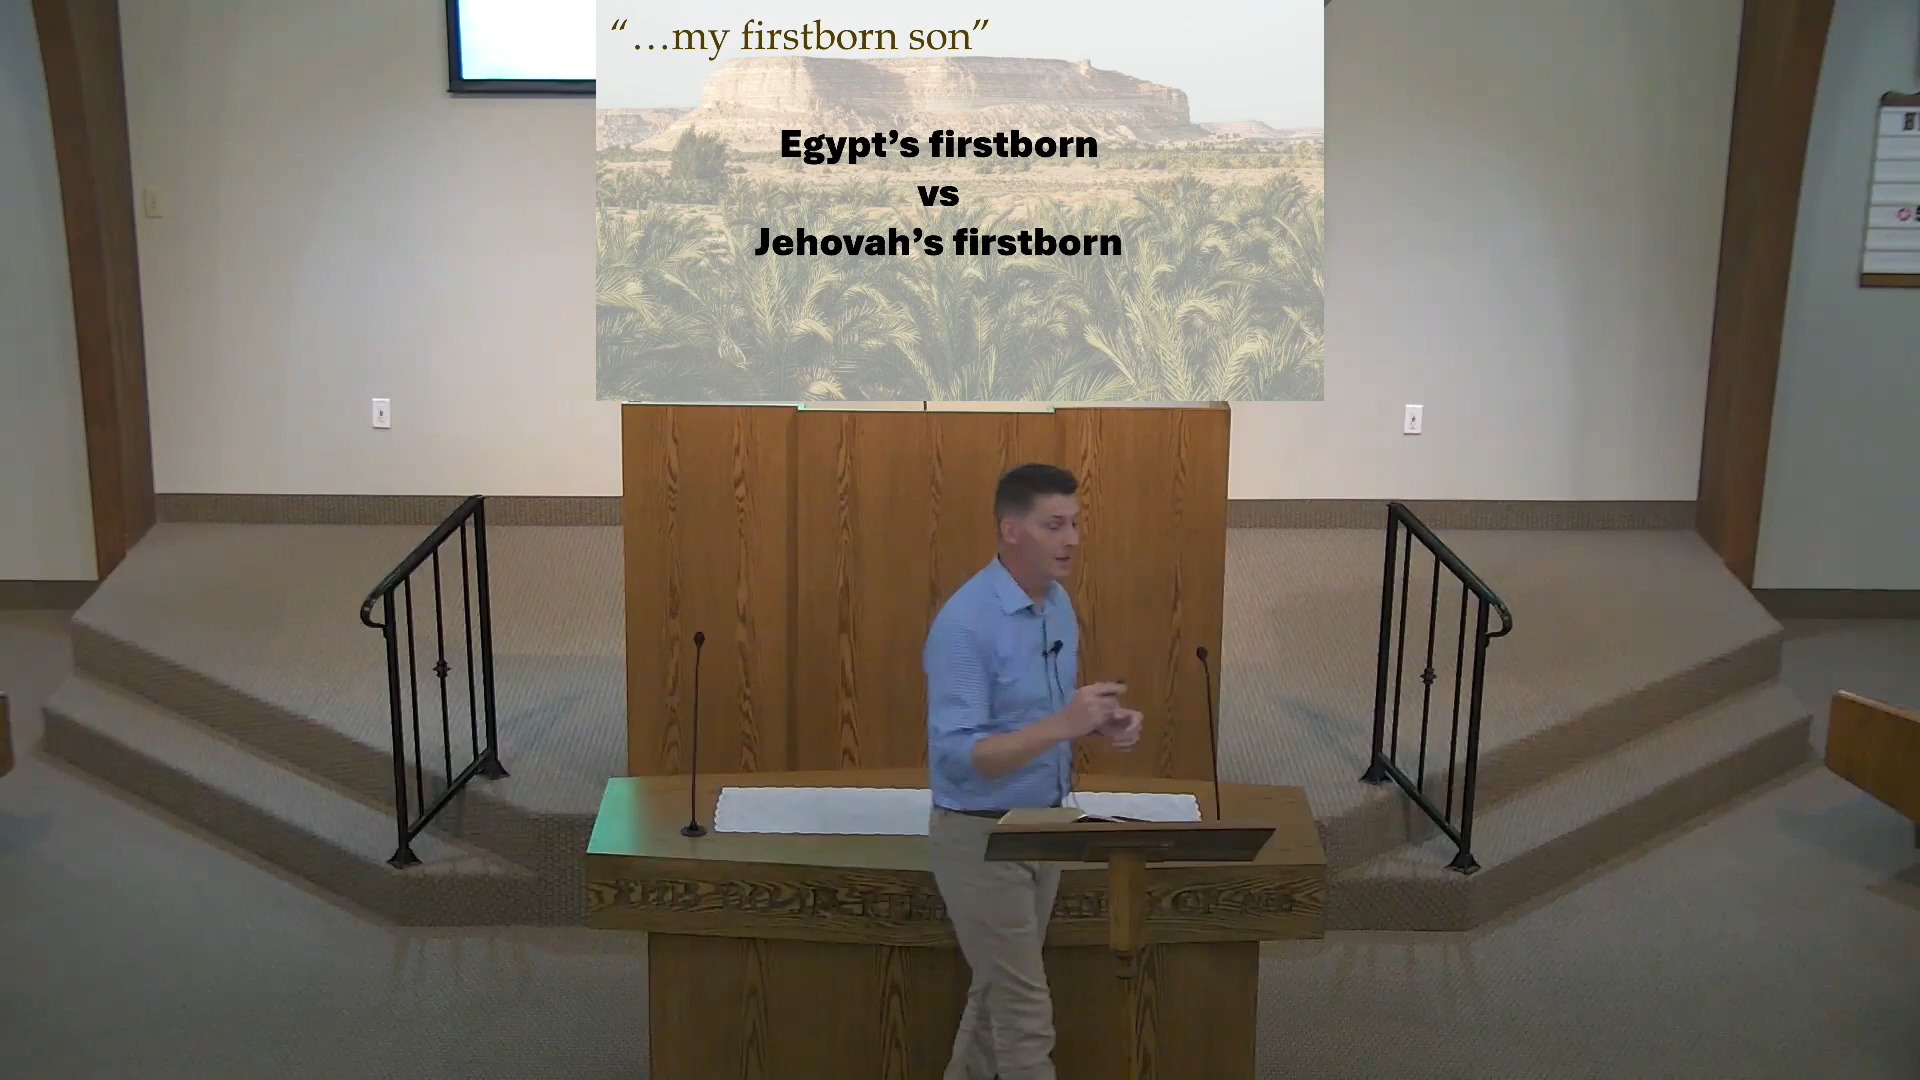 “…my firstborn son”
Egypt’s firstborn
vs
Jehovah’s firstborn